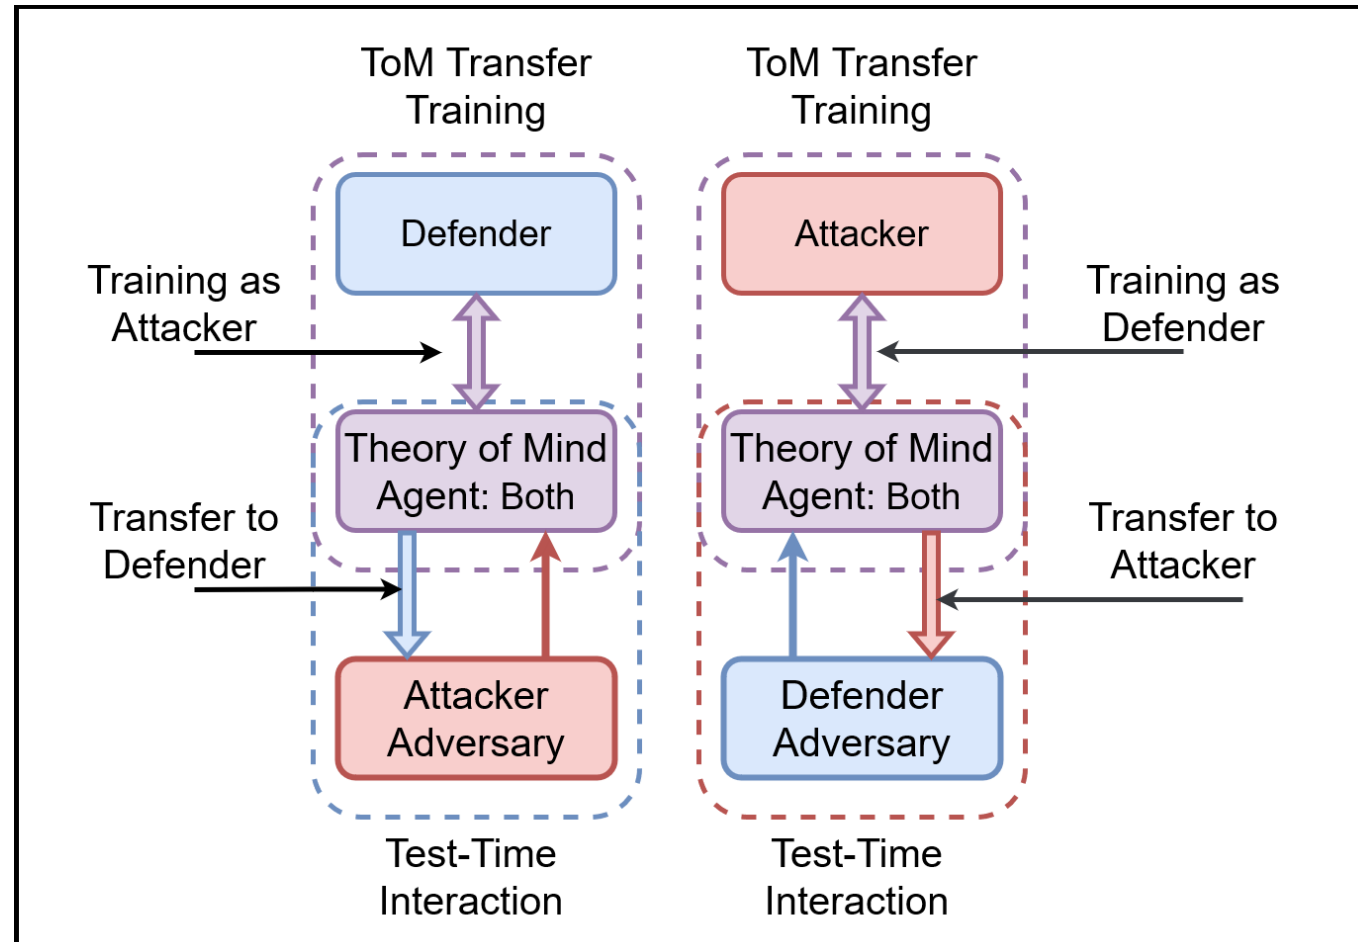 ToM Transfer
Training
ToM Transfer
Training
Defender
Attacker
Training as
Attacker
Training as
Defender
Theory of Mind
Agent: Both
Theory of Mind
Agent: Both
Transfer to
Defender
Transfer to
Attacker
Attacker
Adversary
Defender
Adversary
Test-Time
Interaction
Test-Time
Interaction